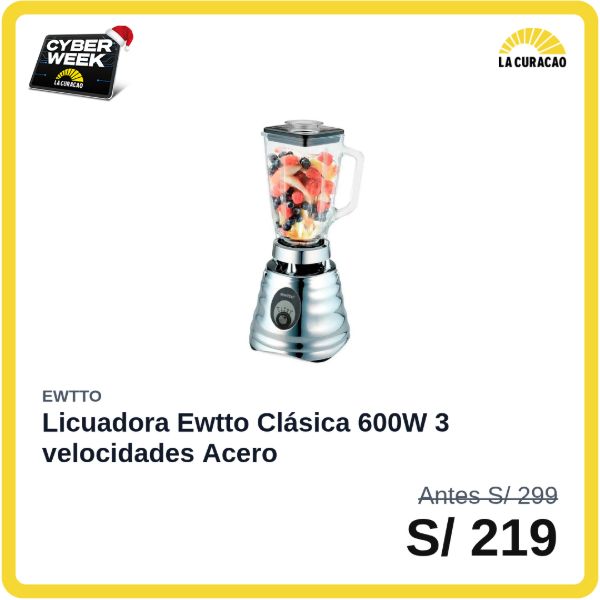 CYBER
WEEK
LA CURACAO
LA CURACAO
EWTTO
Licuadora Ewtto Clásica 600W 3
velocidades Acero
Antes S/ 299
S/ 219